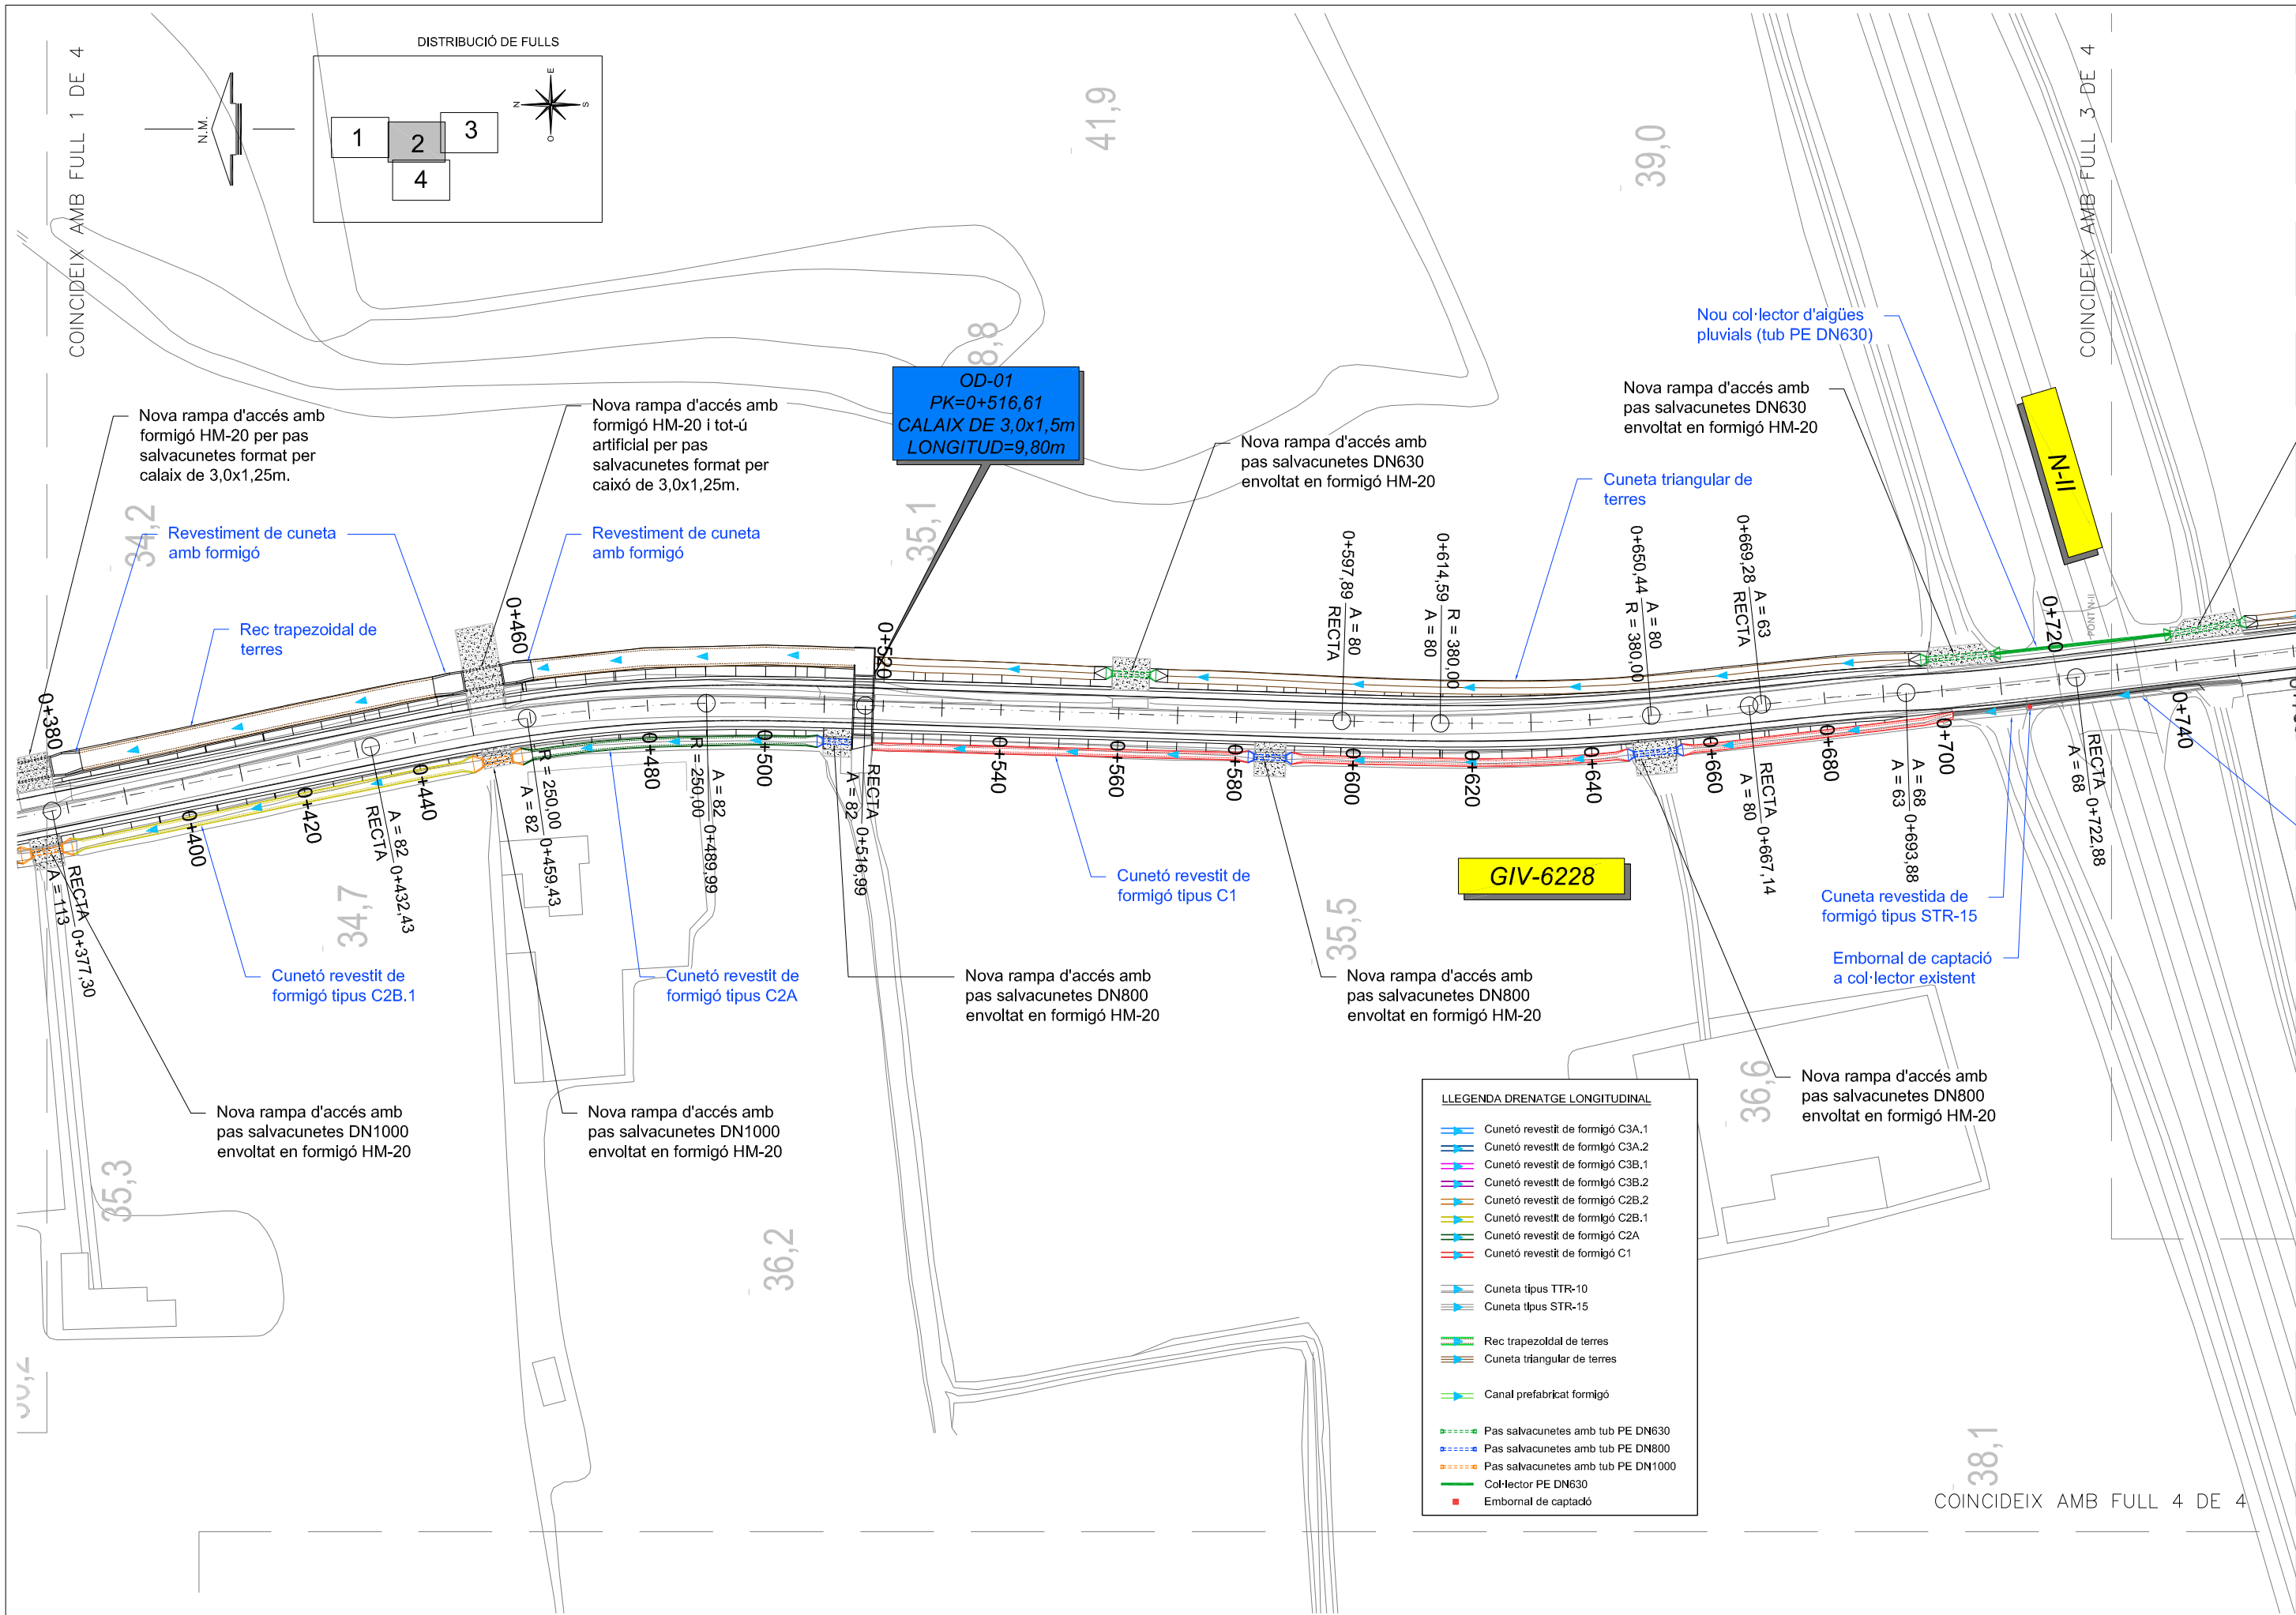 COINCIDEIX AMB FULL 1 DE 4
N.M.
DISTRIBUCIÓ DE FULLS
1
2
3
4
N
E
S
O
41,9
39,0
COINCIDEIX AMB FULL 3 DE 4
Nou col·lector d'aigües
pluvials (tub PE DN630)
Nova rampa d'accés amb
pas salvacunetes DN630
envoltat en formigó HM-20
N-II
OD-01
PK=0+516,61
CALAIX DE 3,0x1,5m
LONGITUD=9,80m
8,8
Nova rampa d'accés amb
formigó HM-20 per pas
salvacunetes format per
calaix de 3,0x1,25m.
Nova rampa d'accés amb
formigó HM-20 i tot-ú
artificial per pas
salvacunetes format per
caixó de 3,0x1,25m.
Nova rampa d'accés amb
pas salvacunetes DN630
envoltat en formigó HM-20
Cuneta triangular de
terres
34,2
35,1
Revestiment de cuneta
amb formigó
Revestiment de cuneta
amb formigó
Rec trapezoidal de
terres
0+597,89 A = 80
RECTA
0+614,59 R = 380,00
A = 80
0+650,44 A = 80
R = 380,00
0+669,28 A = 63
RECTA
PONT N-II
0+380
0+400
0+420
0+440
0+460
0+480
0+500
0+520
0+540
0+560
0+580
0+600
0+620
0+640
0+660
0+680
0+700
0+720
0+740
RECTA 0+377,30
A = 113
A = 82 0+432,43
RECTA
R = 250,00 0+459,43
A = 82
A = 82 0+489,99
R = 250,00
RECTA 0+516,99
A = 82
RECTA 0+667,14
A = 80
A = 68 0+693,88
A = 63
RECTA 0+722,88
A = 68
GIV-6228
Cunetó revestit de
formigó tipus C1
Cuneta revestida de
formigó tipus STR-15
Embornal de captació
a col·lector existent
34,7
35,5
Cunetó revestit de
formigó tipus C2B.1
Cunetó revestit de
formigó tipus C2A
Nova rampa d'accés amb
pas salvacunetes DN800
envoltat en formigó HM-20
Nova rampa d'accés amb
pas salvacunetes DN800
envoltat en formigó HM-20
Nova rampa d'accés amb
pas salvacunetes DN800
envoltat en formigó HM-20
Nova rampa d'accés amb
pas salvacunetes DN1000
envoltat en formigó HM-20
Nova rampa d'accés amb
pas salvacunetes DN1000
envoltat en formigó HM-20
35,3
36,2
36,6
38,1
LLEGENDA DRENATGE LONGITUDINAL
Cunetó revestit de formigó C3A.1
Cunetó revestit de formigó C3A.2
Cunetó revestit de formigó C3B.1
Cunetó revestit de formigó C3B.2
Cunetó revestit de formigó C2B.2
Cunetó revestit de formigó C2B.1
Cunetó revestit de formigó C2A
Cunetó revestit de formigó C1
Cuneta tipus TTR-10
Cuneta tipus STR-15
Rec trapezoïdal de terres
Cuneta triangular de terres
Canal prefabricat formigó
Pas salvacunetes amb tub PE DN630
Pas salvacunetes amb tub PE DN800
Pas salvacunetes amb tub PE DN1000
Col·lector PE DN630
Embornal de captació
COINCIDEIX AMB FULL 4 DE 4